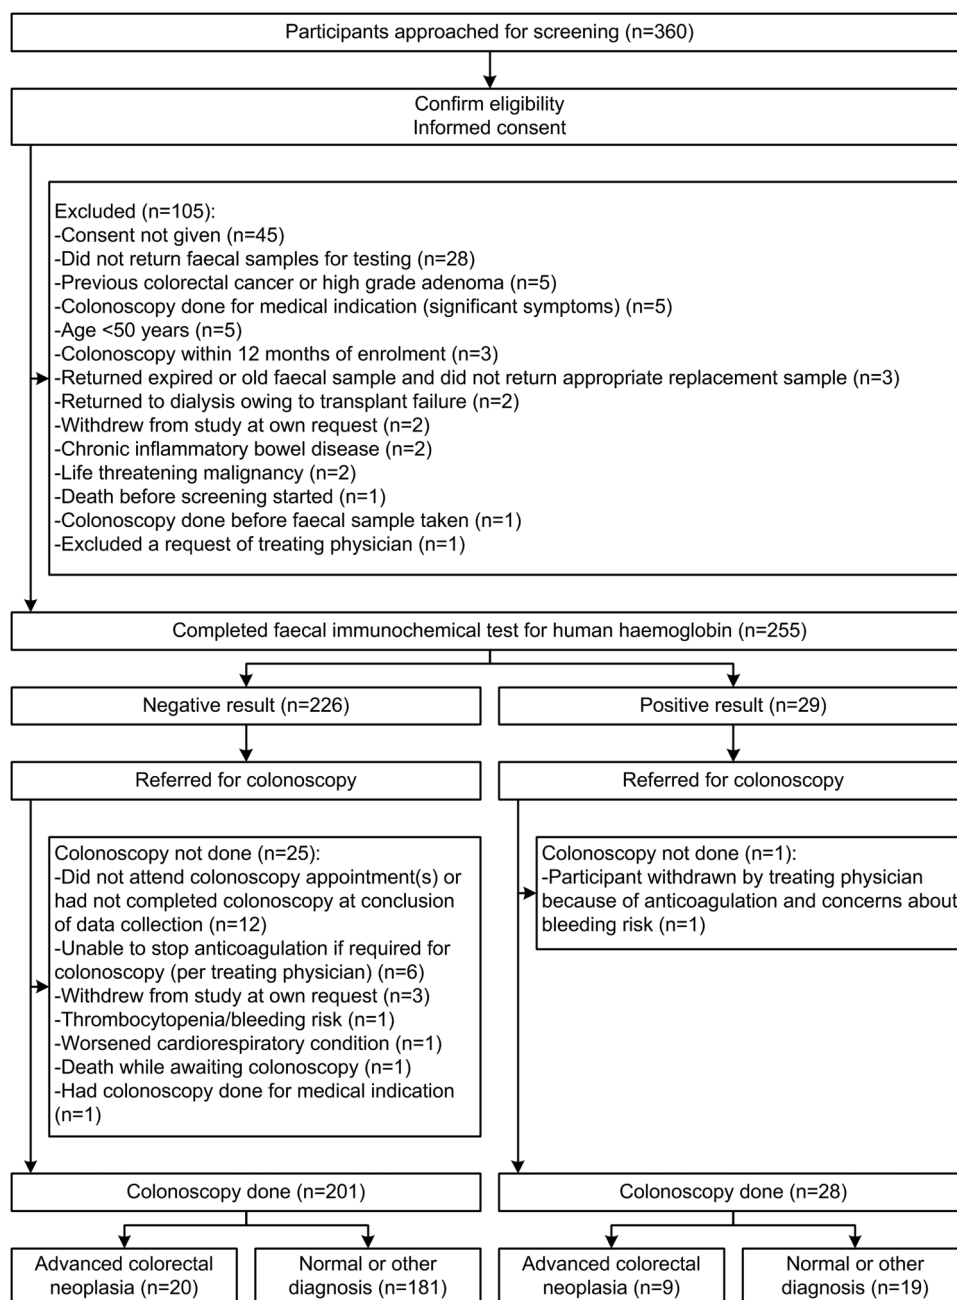 Participants approached for screening (n=360)
Confirm eligibility
Informed consent
Excluded (n=105):
-Consent not given (n=45)
-Did not return faecal samples for testing (n=28)
-Previous colorectal cancer or high grade adenoma (n=5)
-Colonoscopy done for medical indication (significant symptoms) (n=5)
-Age <50 years (n=5)
-Colonoscopy within 12 months of enrolment (n=3)
-Returned expired or old faecal sample and did not return appropriate replacement sample (n=3)
-Returned to dialysis owing to transplant failure (n=2)
-Withdrew from study at own request (n=2)
-Chronic inflammatory bowel disease (n=2)
-Life threatening malignancy (n=2)
-Death before screening started (n=1)
-Colonoscopy done before faecal sample taken (n=1)
-Excluded a request of treating physician (n=1)
Completed faecal immunochemical test for human haemoglobin (n=255)
Negative result (n=226)
Positive result (n=29)
Referred for colonoscopy
Referred for colonoscopy
Colonoscopy not done (n=25):
-Did not attend colonoscopy appointment(s) or
had not completed colonoscopy at conclusion
of data collection (n=12)
-Unable to stop anticoagulation if required for
colonoscopy (per treating physician) (n=6)
-Withdrew from study at own request (n=3)
-Thrombocytopenia/bleeding risk (n=1)
-Worsened cardiorespiratory condition (n=1)
-Death while awaiting colonoscopy (n=1)
-Had colonoscopy done for medical indication
(n=1)
Colonoscopy not done (n=1):
-Participant withdrawn by treating physician
because of anticoagulation and concerns about
bleeding risk (n=1)
Colonoscopy done (n=201)
Colonoscopy done (n=28)
Advanced colorectal
neoplasia (n=20)
Normal or other
diagnosis (n=181)
Advanced colorectal
neoplasia (n=9)
Normal or other
diagnosis (n=19)